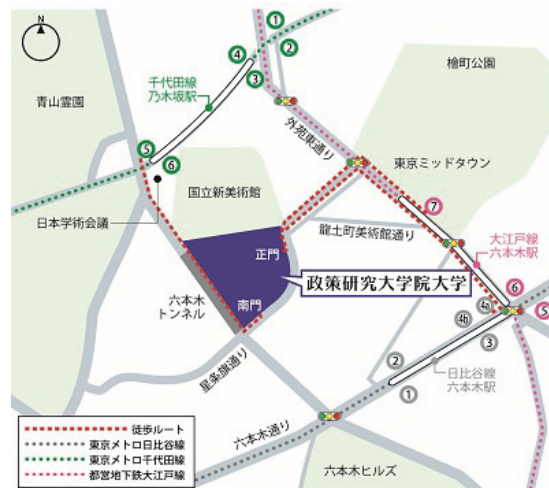 N
①
②
④
③
千代田線
乃木坂駅
檜町公園
青山霊園
外苑東通り
⑤
⑥
東京ミッドタウン
国立新美術館
日本学術会議
⑦
龍土町美術館通り
大江戸線
六本木駅
正門
政策研究大学院大学
六本木
トンネル
南門
⑥
4a
⑤
4b
③
星条旗通り
②
日比谷線
六本木駅
①
六本木通り
徒歩ルート
東京メトロ日比谷線
東京メトロ千代田線
都営地下鉄大江戸線
六本木ヒルズ